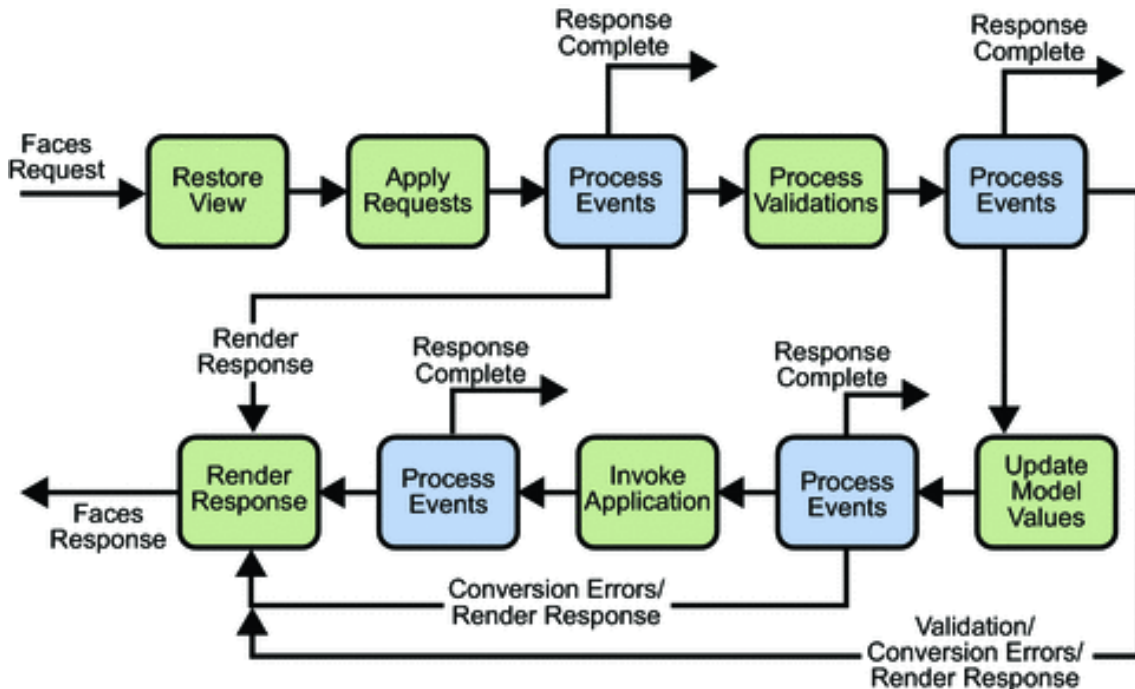 Response
Complete
Response
Complete
Faces
Request
Restore
View
Apply
Requests
Process
Events
Process
Validations
Process
Events
Render
Response
Response
Complete
Response
Complete
Render
Response
Process
Events
Invoke
Application
Process
Events
Update
Model
Values
Faces
Response
Conversion Errors/
Render Response
Validation/
Conversion Errors/
Render Response